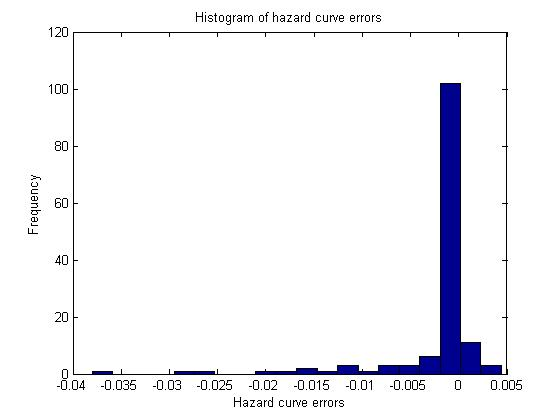 Histogram of hazard curve errors
120
100
80
60
40
20
0
Frequency
-0.04 -0.035 -0.03 -0.025 -0.02 -0.015 -0.01 -0.005 0 0.005
Hazard curve errors